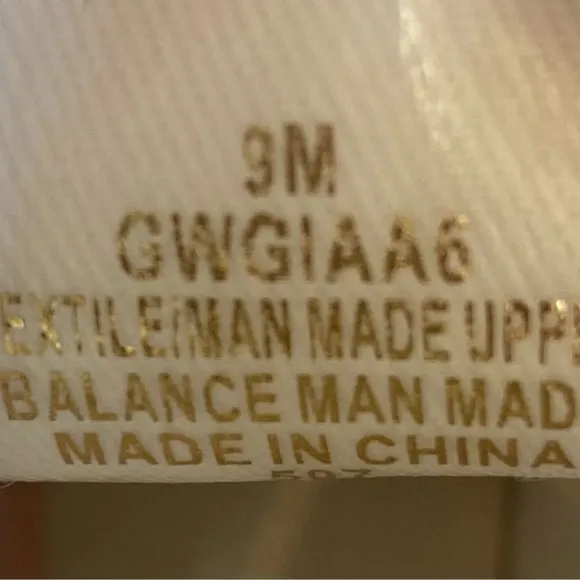 9M
GWGIAA6
EXTILE/MAN MADE UPP
BALANCE MAN MAD
MADE IN CHINA